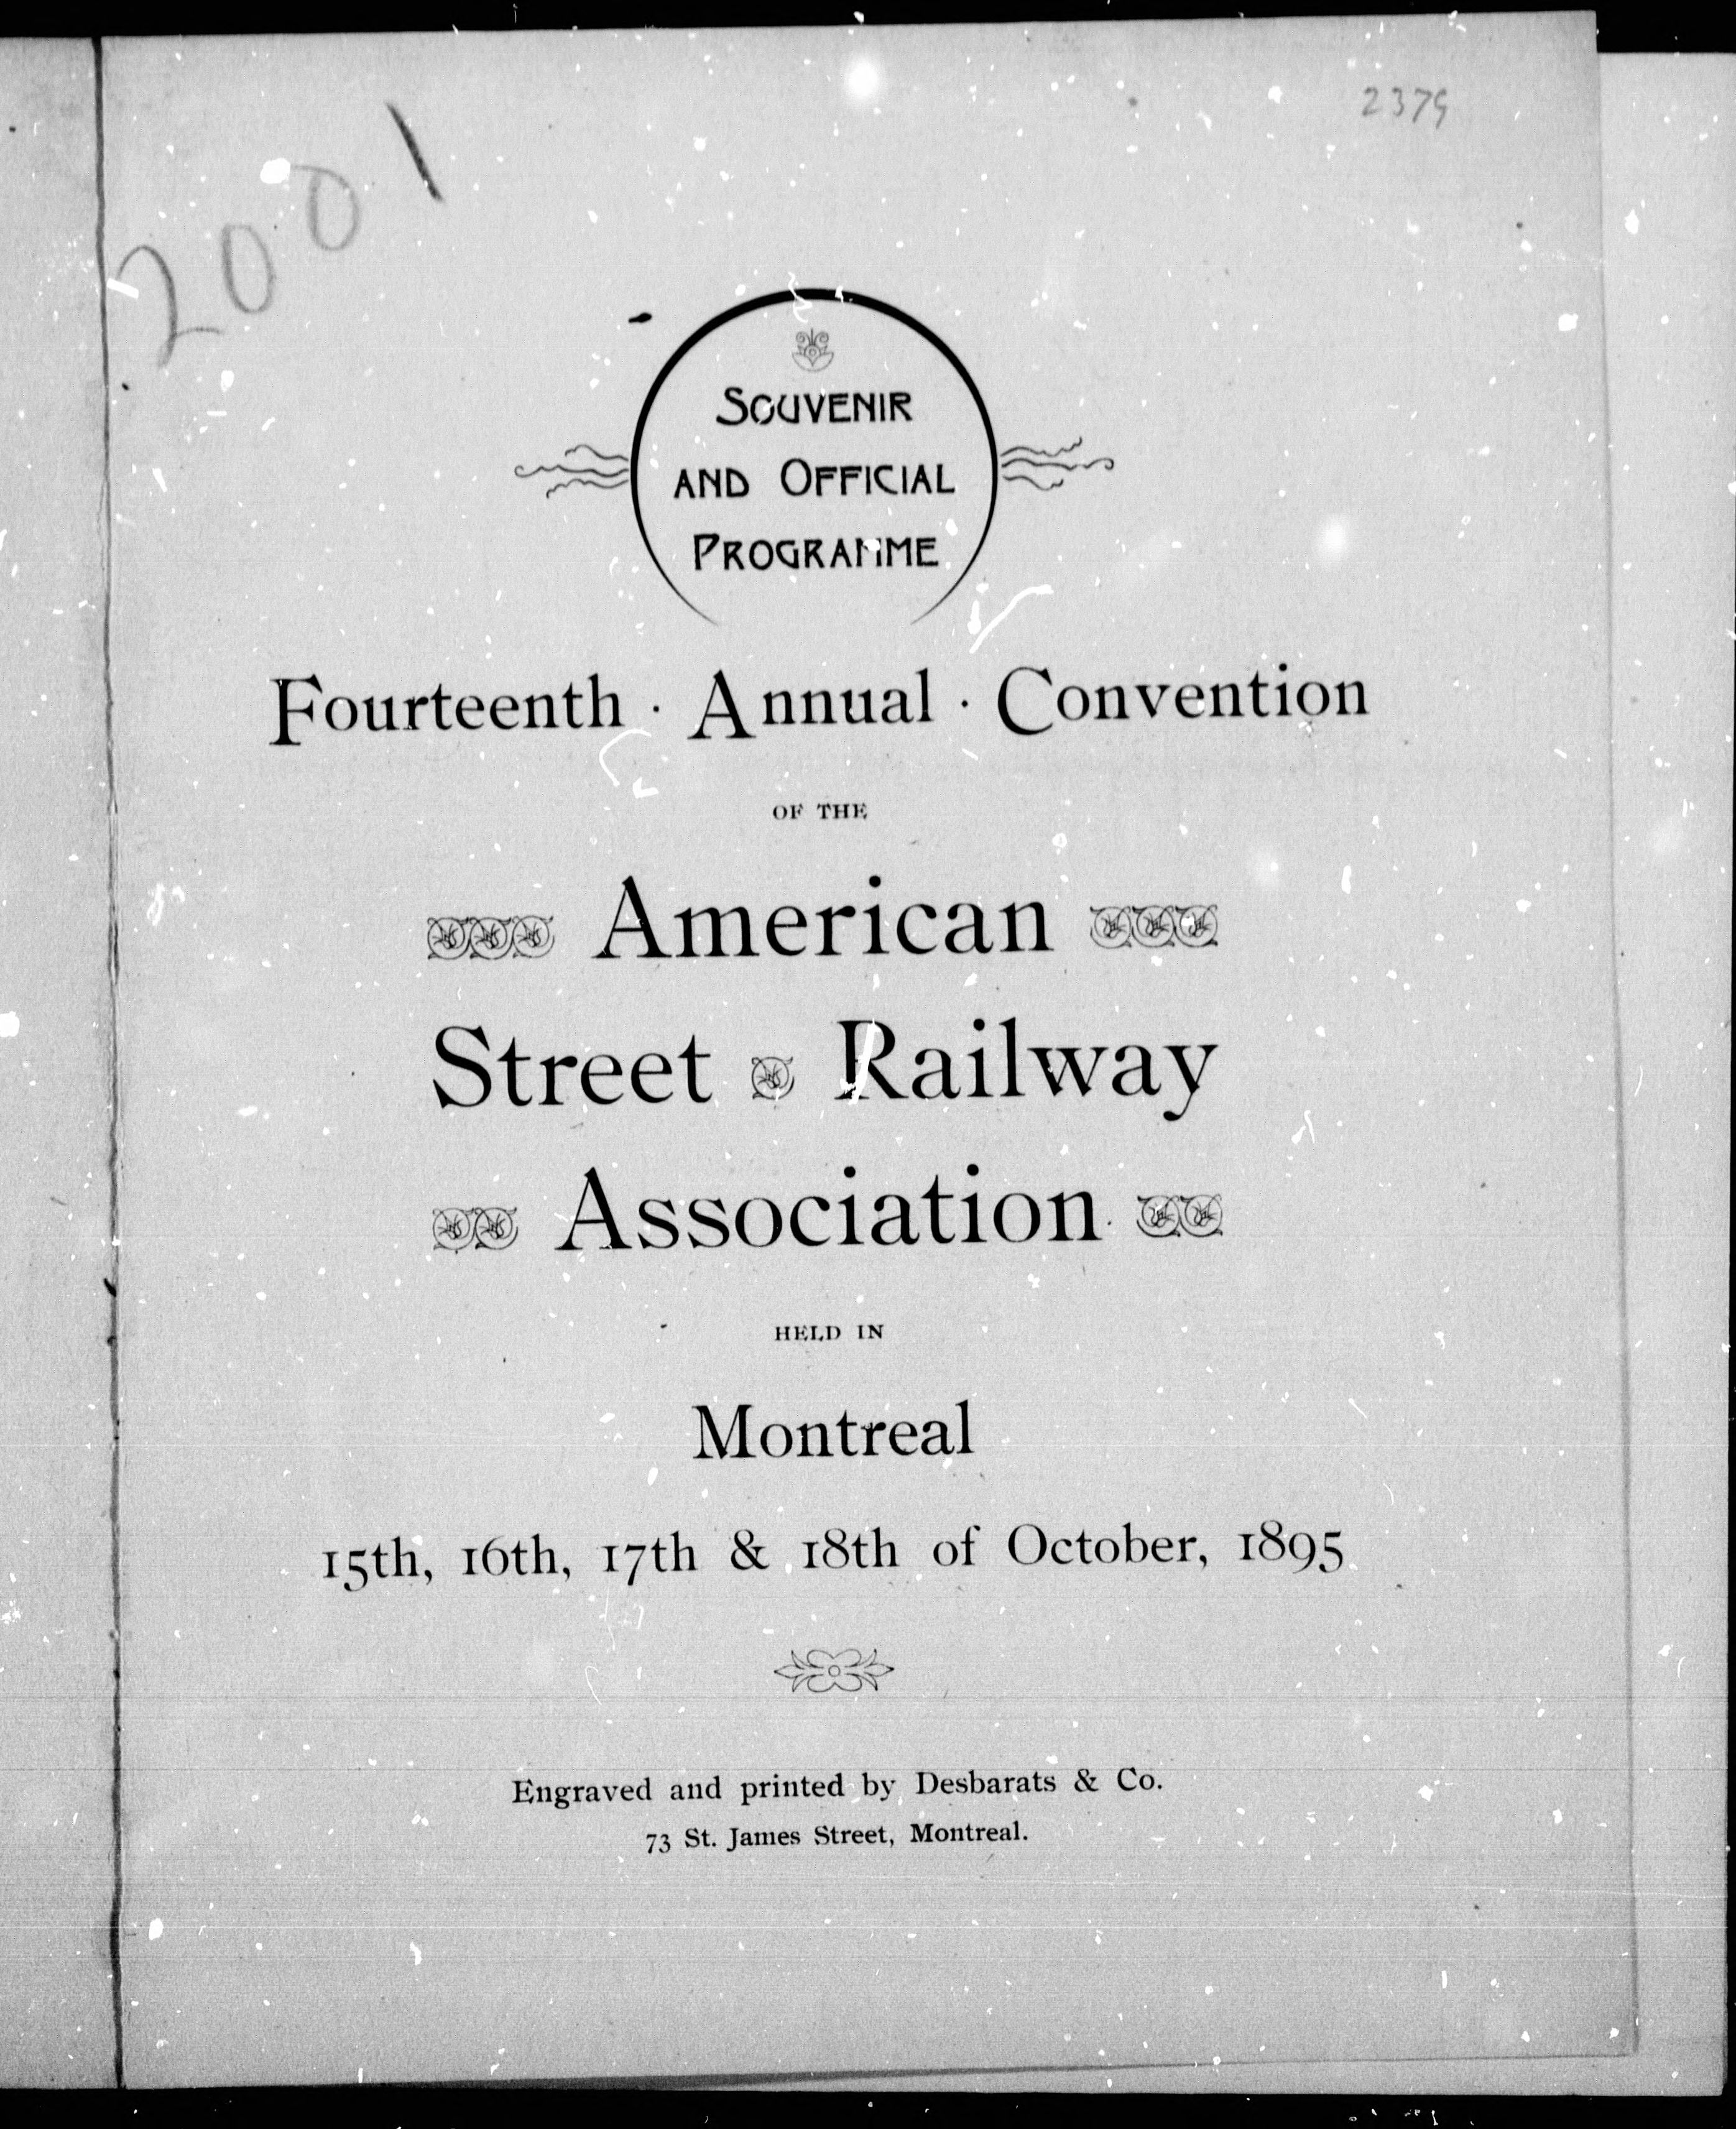 2379
2001
SOUVENIR
AND OFFICIAL
PROGRAMME
Fourteenth · Annual · Convention
OF THE
American
Street Railway
Association
HELD IN
Montreal
15th, 16th, 17th & 18th of October, 1895
Engraved and printed by Desbarats & Co.
73 St. James Street, Montreal.